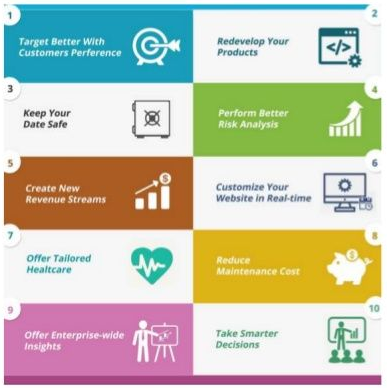 1
Target Better With
Customers Perference
2
Redevelop Your
Products
</>
3
Keep Your
Date Safe
4
Perform Better
Risk Analysis
5
Create New
Revenue Streams
$
6
Customize Your
Website in Real-time
7
Offer Tailored
Healtcare
8
Reduce
Maintenance Cost
$
9
Offer Enterprise-wide
Insights
10
Take Smarter
Decisions